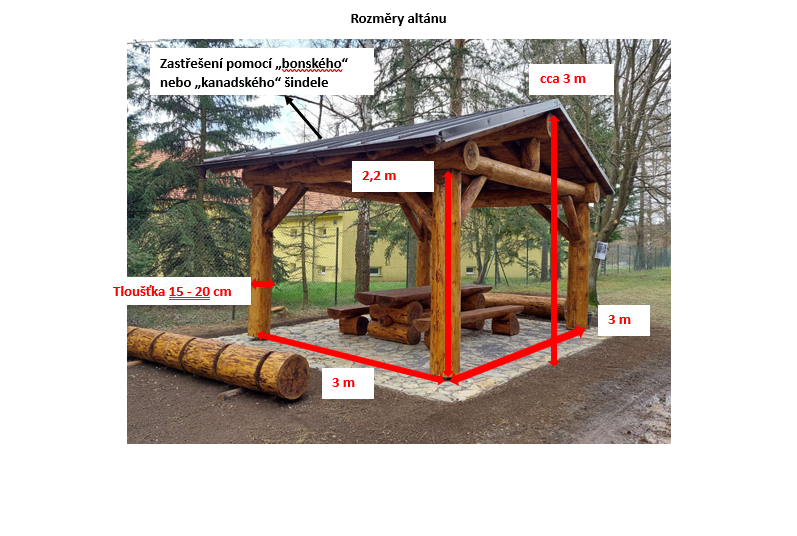 Rozměry altánu
Zastřešení pomocí „bonského“
nebo „kanadského“ šindele
cca 3 m
2,2 m
Tloušťka 15 - 20 cm
3 m
3 m